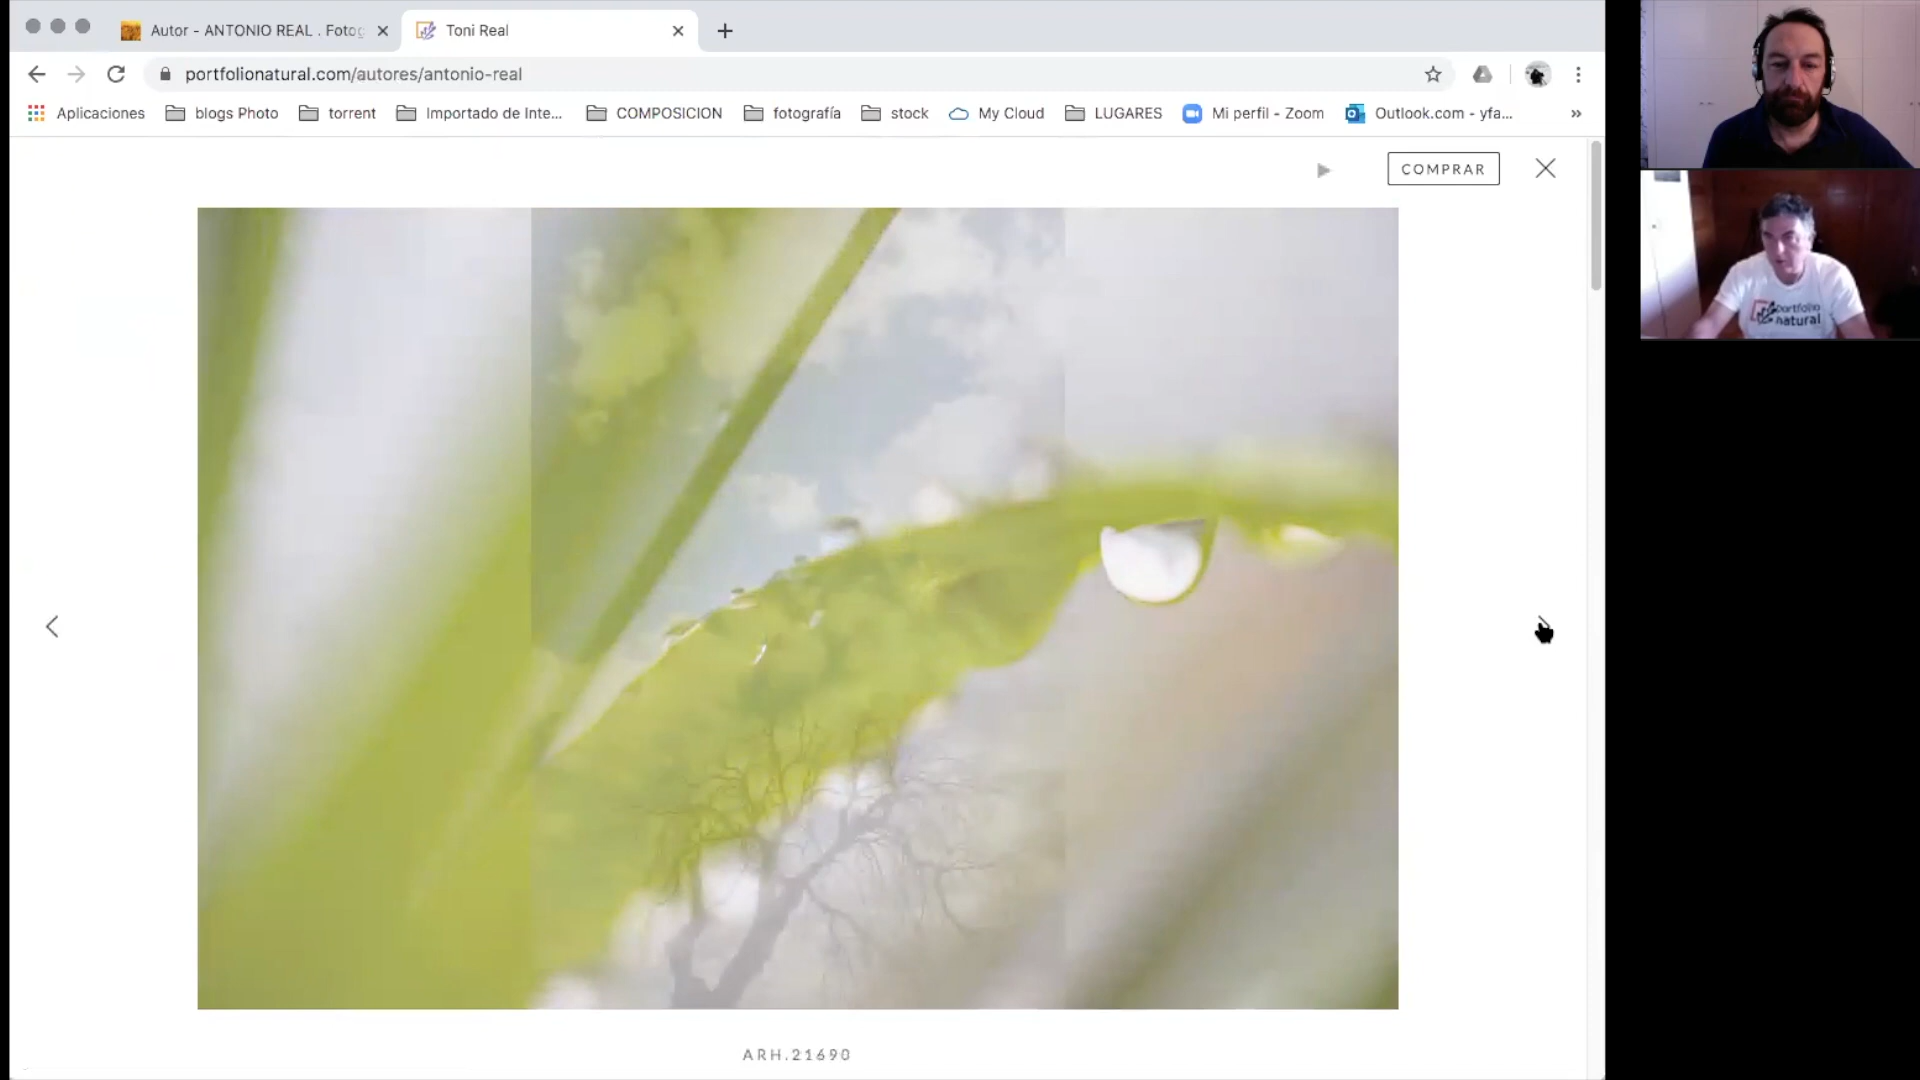 Autor - ANTONIO REAL . Fotog
Toni Real
portfolionatural.com/autores/antonio-real
Aplicaciones
blogs Photo
torrent
Importado de Inte...
COMPOSICION
fotografía
stock
My Cloud
LUGARES
Mi perfil - Zoom
Outlook.com - yfa...
»
COMPRAR
portfolio
natural
ARH.21690